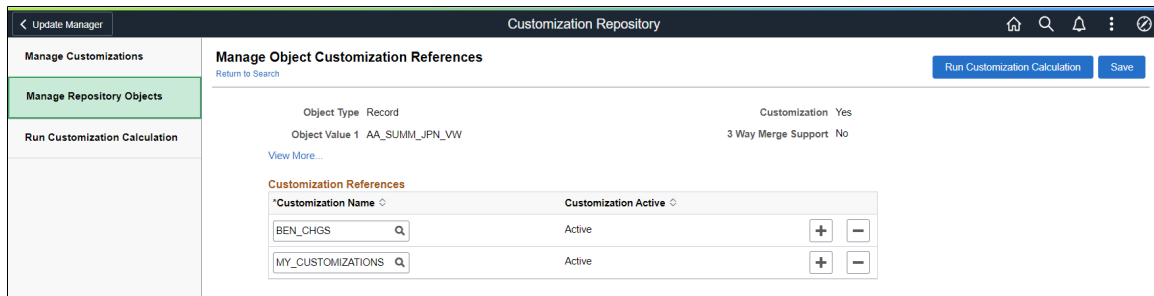 Update Manager
Customization Repository
Manage Customizations
Manage Repository Objects
Run Customization Calculation
Manage Object Customization References
Return to Search
Run Customization Calculation
Save
Object Type Record
Customization Yes
Object Value 1 AA_SUMM_JPN_VW
3 Way Merge Support No
View More...
Customization References
*Customization Name
Customization Active
BEN_CHGS
Active
MY_CUSTOMIZATIONS
Active